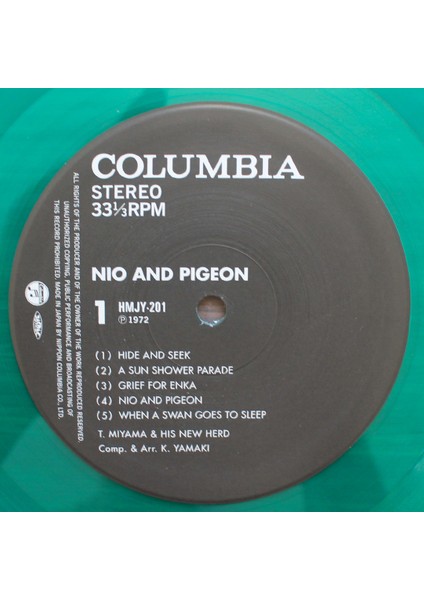 COLUMBIA
STEREO
33⅓RPM
NIO AND PIGEON
1
HMJY-201
Ⓟ1972
(1) HIDE AND SEEK
(2) A SUN SHOWER PARADE
(3) GRIEF FOR ENKA
(4) NIO AND PIGEON
(5) WHEN A SWAN GOES TO SLEEP
T. MIYAMA & HIS NEW HERD
Comp. & Arr. K. YAMAKI
ALL RIGHTS OF THE PRODUCER AND OF THE OWNER OF THE WORK REPRODUCED RESERVED.
UNAUTHORIZED COPYING, PUBLIC PERFORMANCE AND BROADCASTING OF
THIS RECORD PROHIBITED. MADE IN JAPAN BY NIPPON COLUMBIA CO., LTD.